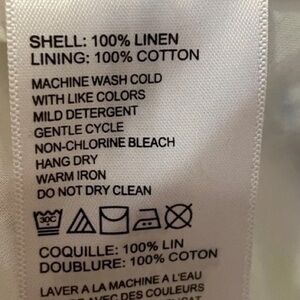 SHELL: 100% LINEN
LINING: 100% COTTON
MACHINE WASH COLD
WITH LIKE COLORS
MILD DETERGENT
GENTLE CYCLE
NON-CHLORINE BLEACH
HANG DRY
WARM IRON
DO NOT DRY CLEAN
30C
COQUILLE: 100% LIN
DOUBLURE: 100% COTON
LAVER A LA MACHINE A L'EAU
AVEC DES COULEURS